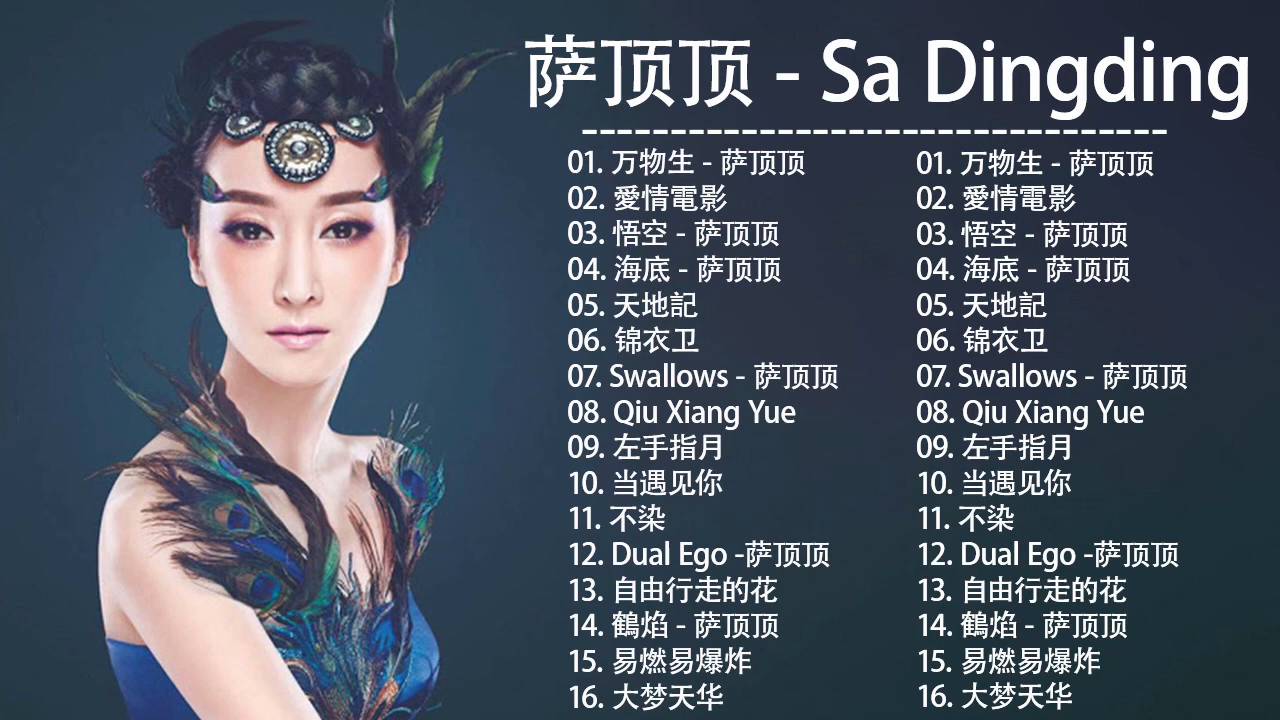 萨顶顶 - Sa Dingding
---------------------------------
01. 万物生 - 萨顶顶
02. 愛情電影
03. 悟空 - 萨顶顶
04. 海底 - 萨顶顶
05. 天地記
06. 锦衣卫
07. Swallows - 萨顶顶
08. Qiu Xiang Yue
09. 左手指月
10. 当遇见你
11. 不染
12. Dual Ego -萨顶顶
13. 自由行走的花
14. 鶴焰 - 萨顶顶
15. 易燃易爆炸
16. 大梦天华
01. 万物生 - 萨顶顶
02. 愛情電影
03. 悟空 - 萨顶顶
04. 海底 - 萨顶顶
05. 天地記
06. 锦衣卫
07. Swallows - 萨顶顶
08. Qiu Xiang Yue
09. 左手指月
10. 当遇见你
11. 不染
12. Dual Ego -萨顶顶
13. 自由行走的花
14. 鶴焰 - 萨顶顶
15. 易燃易爆炸
16. 大梦天华